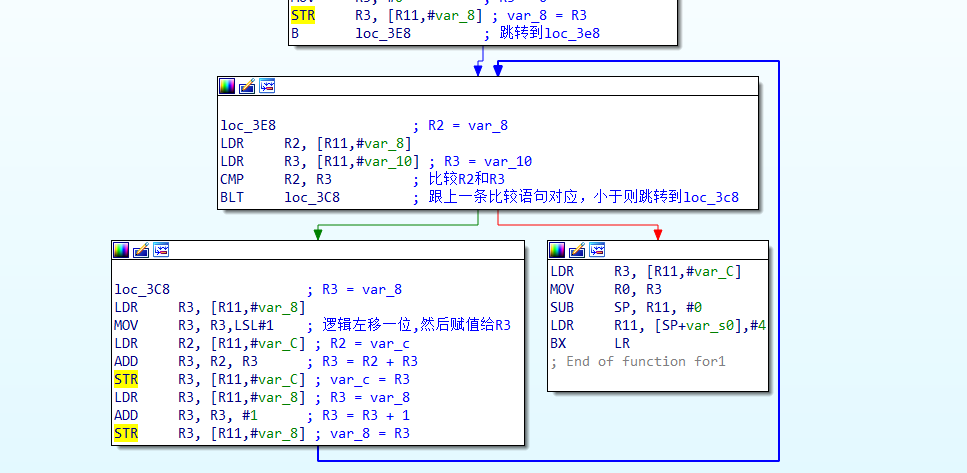 STR     R3, [R11,#var_8] ; var_8 = R3
B       loc_3E8         ; 跳转到loc_3e8
loc_3E8                 ; R2 = var_8
LDR     R2, [R11,#var_8]
LDR     R3, [R11,#var_10] ; R3 = var_10
CMP     R2, R3          ; 比较R2和R3
BLT     loc_3C8         ; 跟上一条比较语句对应，小于则跳转到loc_3c8
loc_3C8                 ; R3 = var_8
LDR     R3, [R11,#var_8]
MOV     R3, R3,LSL#1    ; 逻辑左移一位,然后赋值给R3
LDR     R2, [R11,#var_C] ; R2 = var_c
ADD     R3, R2, R3      ; R3 = R2 + R3
STR     R3, [R11,#var_C] ; var_c = R3
LDR     R3, [R11,#var_8] ; R3 = var_8
ADD     R3, R3, #1      ; R3 = R3 + 1
STR     R3, [R11,#var_8] ; var_8 = R3
LDR     R3, [R11,#var_C]
MOV     R0, R3
SUB     SP, R11, #0
LDR     R11, [SP+var_s0],#4
BX      LR
; End of function for1